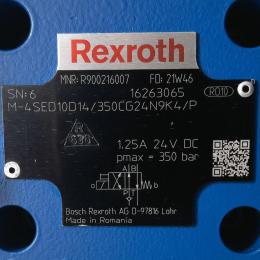 Rexroth
MNR: R900216007 FD: 21W46
SN: 6 16263065 (RO10)
M-4SED10D14/350CG24N9K4/P
1.25A 24V DC
pmax = 350 bar
A B
P T
Bosch Rexroth AG D-97816 Lohr
Made in Romania